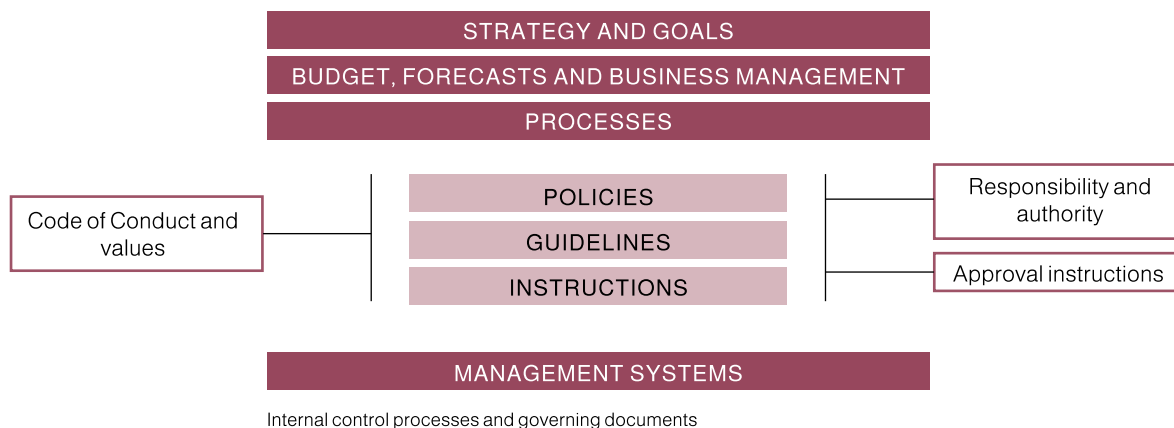 STRATEGY AND GOALS
BUDGET, FORECASTS AND BUSINESS MANAGEMENT
PROCESSES
Code of Conduct and
values
POLICIES
GUIDELINES
INSTRUCTIONS
Responsibility and
authority
Approval instructions
MANAGEMENT SYSTEMS
Internal control processes and governing documents